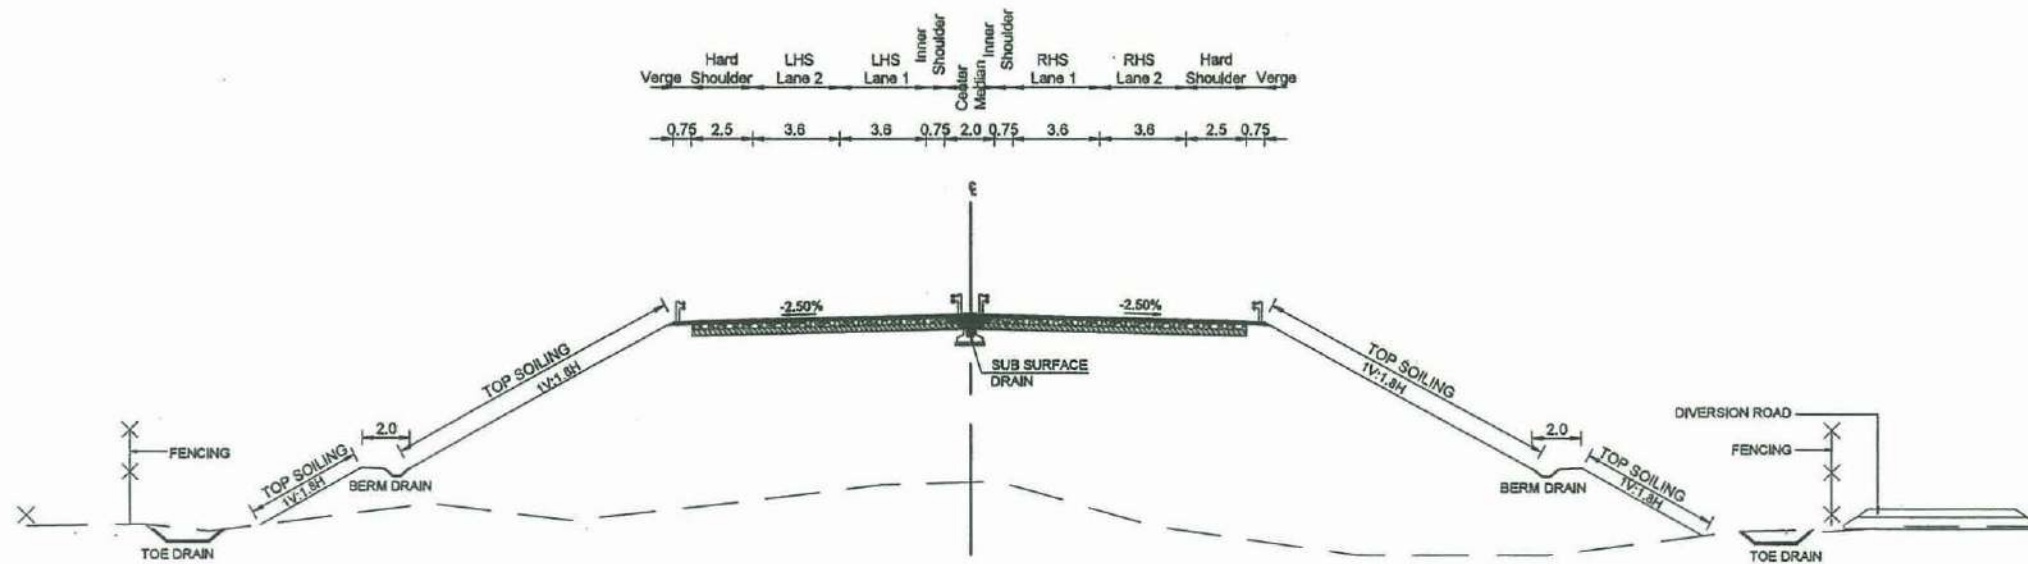 Verge
Hard
Shoulder
LHS
Lane 2
LHS
Lane 1
Inner
Shoulder
Center
Median
Inner
Shoulder
RHS
Lane 1
RHS
Lane 2
Hard
Shoulder
Verge
0.75 2.5 3.6 3.6 0.75 2.0 0.75 3.6 3.6 2.5 0.75
-2.50%
-2.50%
SUB SURFACE
DRAIN
TOP SOILING
1V:1.8H
TOP SOILING
1V:1.8H
2.0
2.0
FENCING
TOP SOILING
1V:1.8H
BERM DRAIN
TOE DRAIN
DIVERSION ROAD
FENCING
TOP SOILING
1V:1.8H
BERM DRAIN
TOE DRAIN